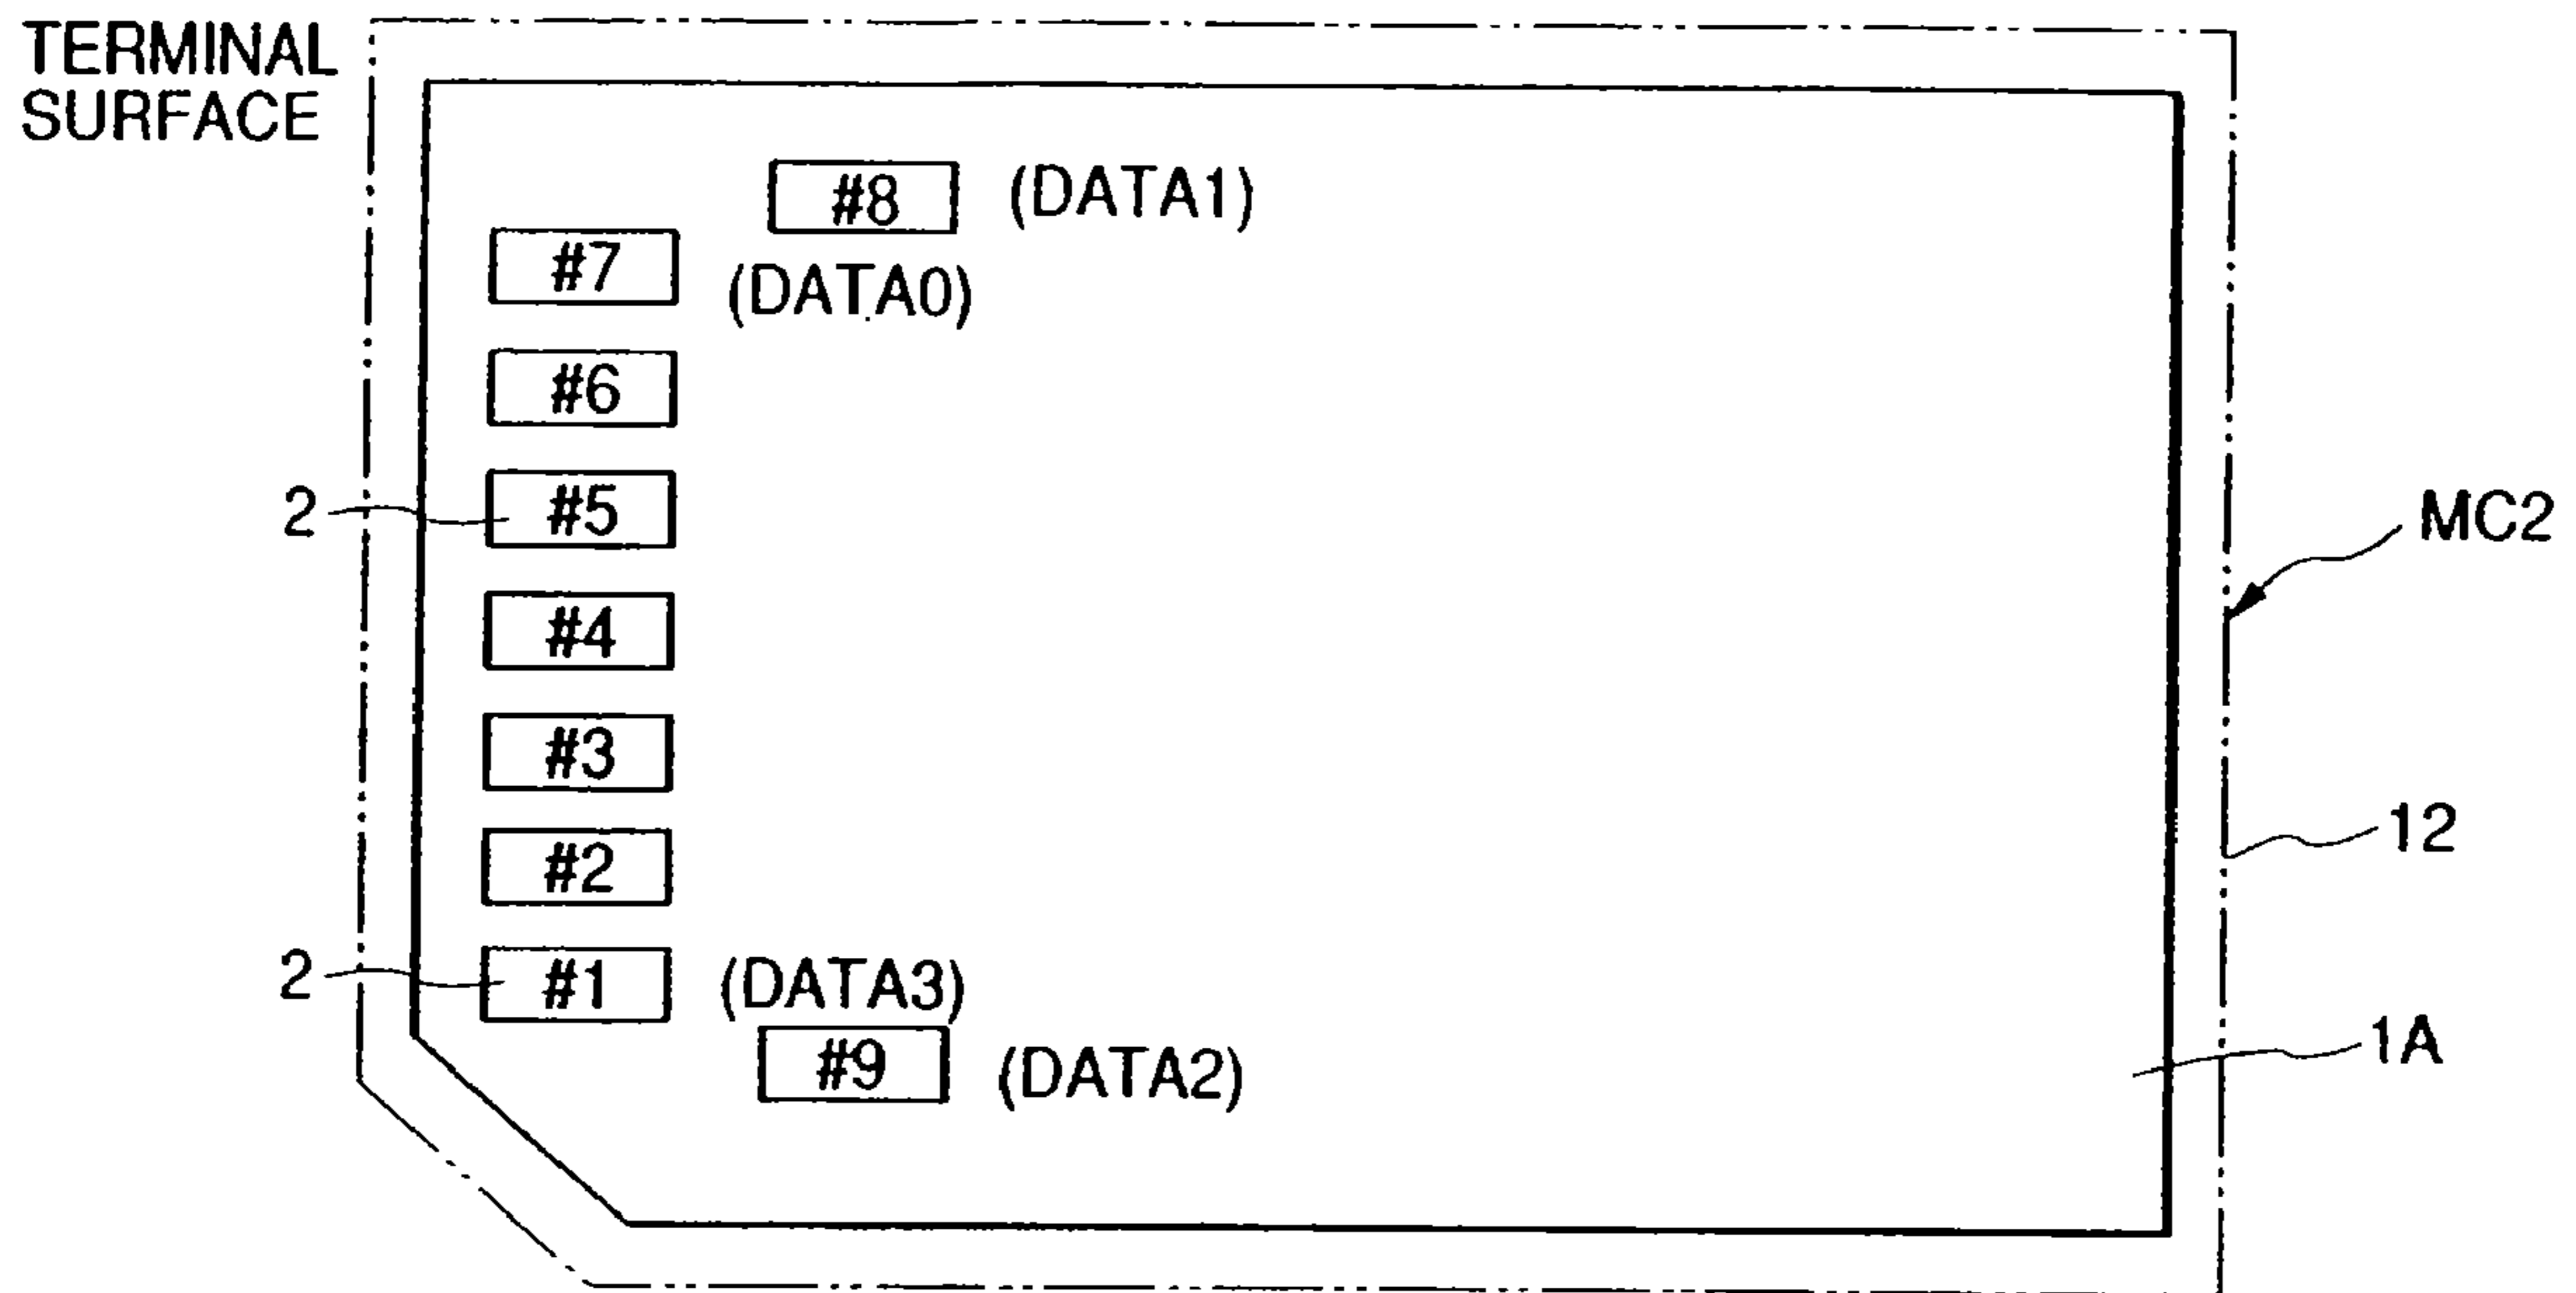 TERMINAL
SURFACE
#8 (DATA1)
#7 (DATA0)
#6
2 #5
MC2
#4
#3
12
#2
2 #1 (DATA3)
1A
#9 (DATA2)